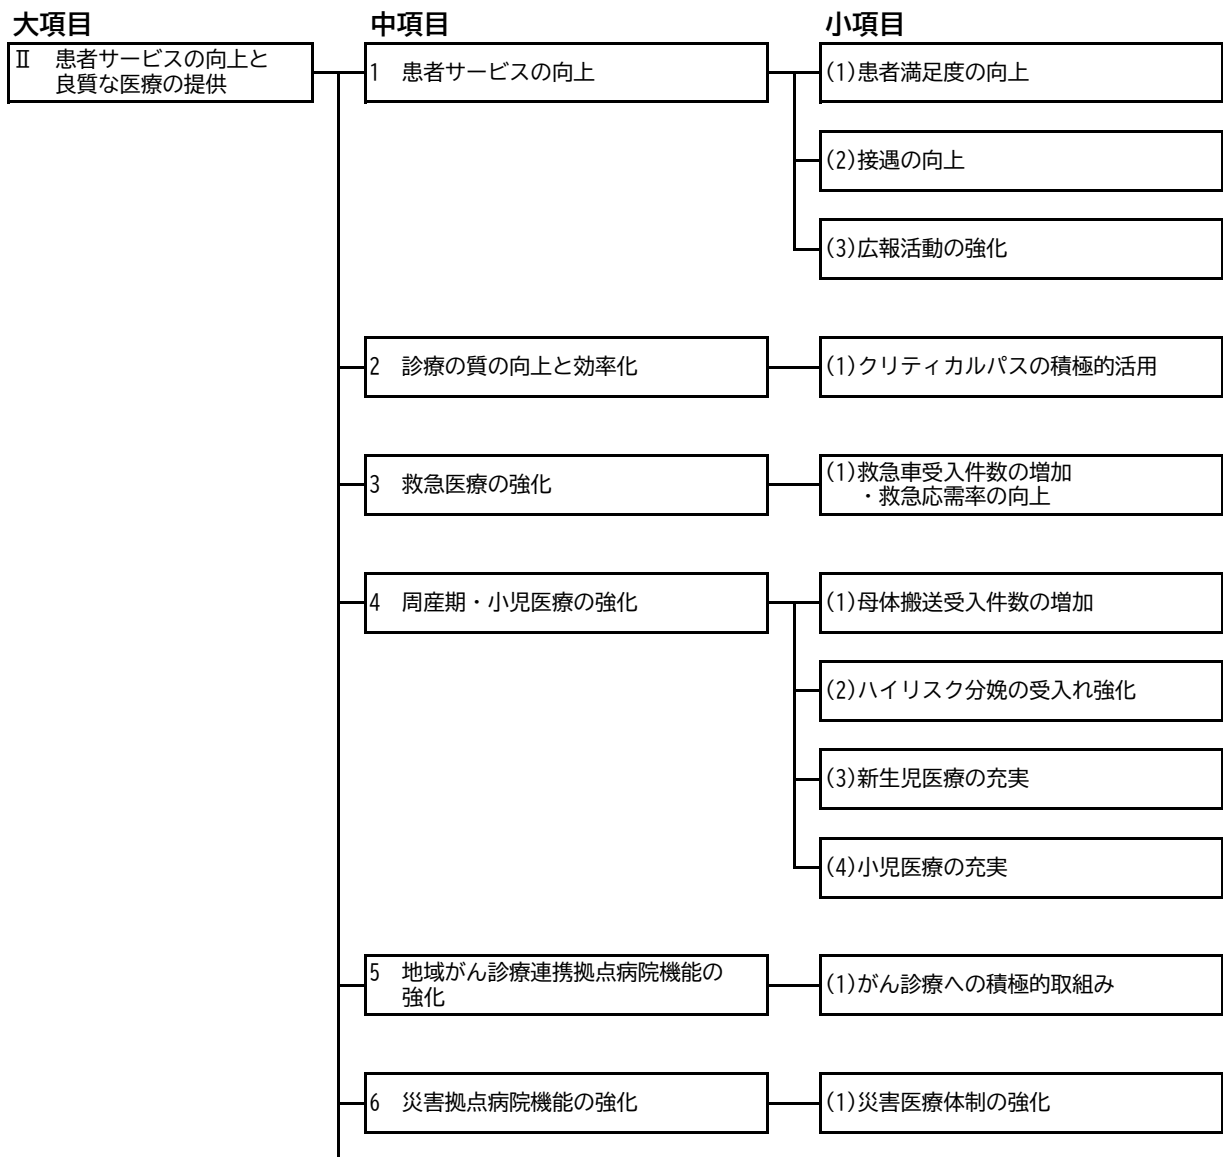 大項目
中項目
小項目
Ⅱ　患者サービスの向上と
良質な医療の提供
1　患者サービスの向上
(1)患者満足度の向上
(2)接遇の向上
(3)広報活動の強化
2　診療の質の向上と効率化
(1)クリティカルパスの積極的活用
3　救急医療の強化
(1)救急車受入件数の増加
・救急応需率の向上
4　周産期・小児医療の強化
(1)母体搬送受入件数の増加
(2)ハイリスク分娩の受入れ強化
(3)新生児医療の充実
(4)小児医療の充実
5　地域がん診療連携拠点病院機能の
強化
(1)がん診療への積極的取組み
6　災害拠点病院機能の強化
(1)災害医療体制の強化